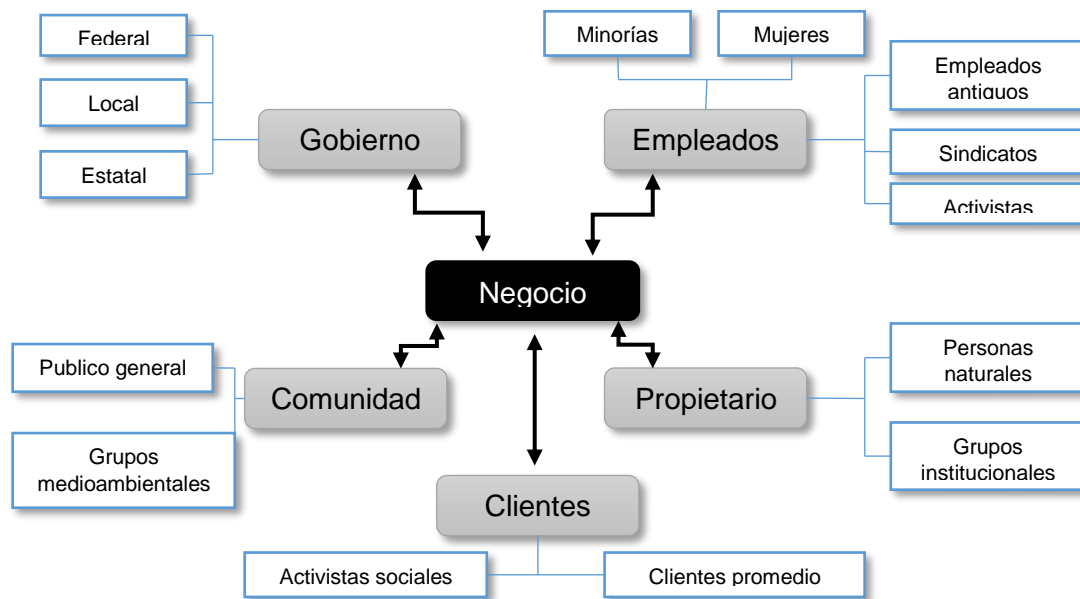 Federal
Local
Estatal
Gobierno
Minorías
Mujeres
Empleados
Empleados
antiguos
Sindicatos
Activistas
Negocio
Publico general
Grupos
medioambientales
Comunidad
Propietario
Personas
naturales
Grupos
institucionales
Clientes
Activistas sociales
Clientes promedio